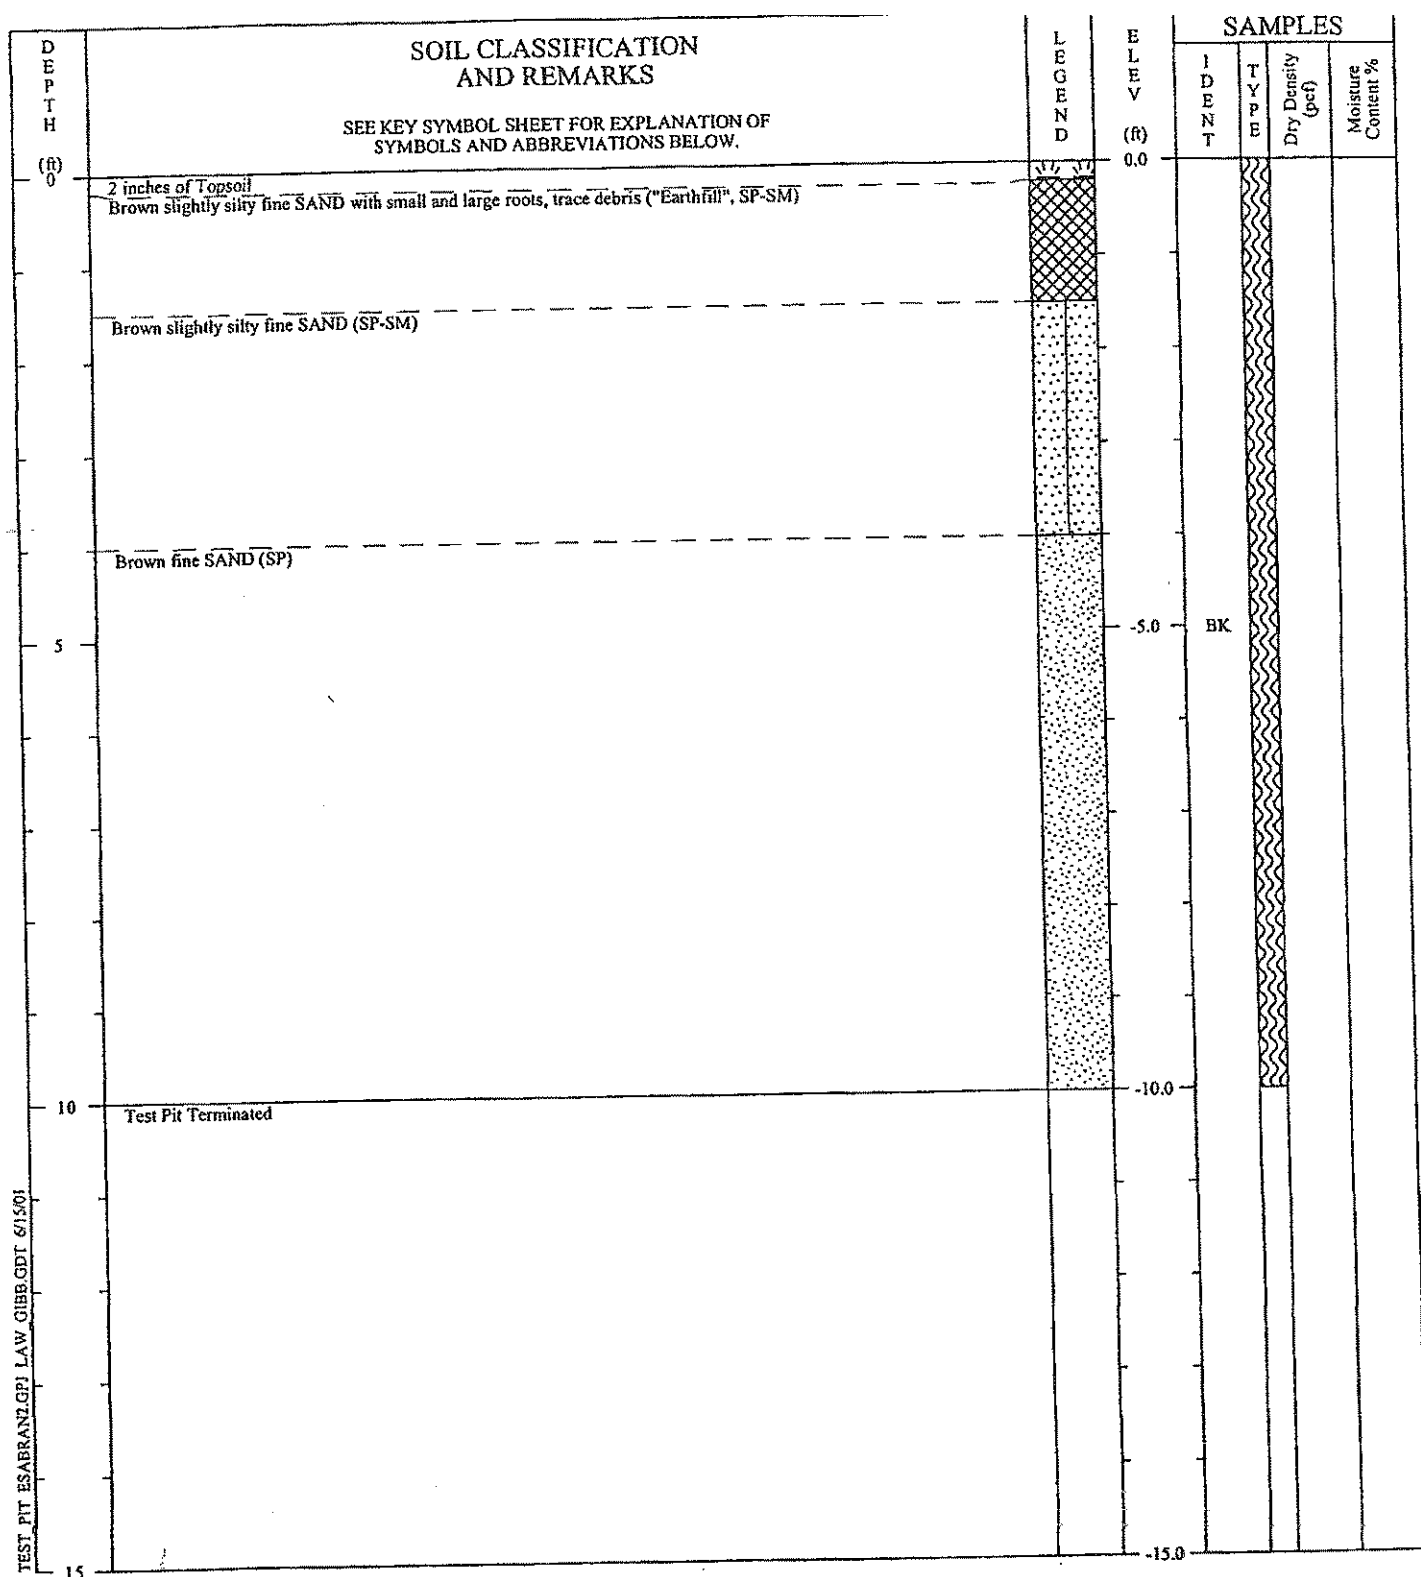 DEPTH (ft)
SOIL CLASSIFICATION
AND REMARKS
SEE KEY SYMBOL SHEET FOR EXPLANATION OF
SYMBOLS AND ABBREVIATIONS BELOW.
LEGEND
ELEV (ft)
SAMPLES
IDENT
TYPE
Dry Density
(pcf)
Moisture
Content %
0
0.0
2 inches of Topsoil
Brown slightly silty fine SAND with small and large roots, trace debris ("Earthfill", SP-SM)
Brown slightly silty fine SAND (SP-SM)
Brown fine SAND (SP)
5
-5.0
BK
10
-10.0
Test Pit Terminated
15
-15.0
TEST_PIT ESABRAN2.GPJ LAW_GIBB.GDT 6/15/01